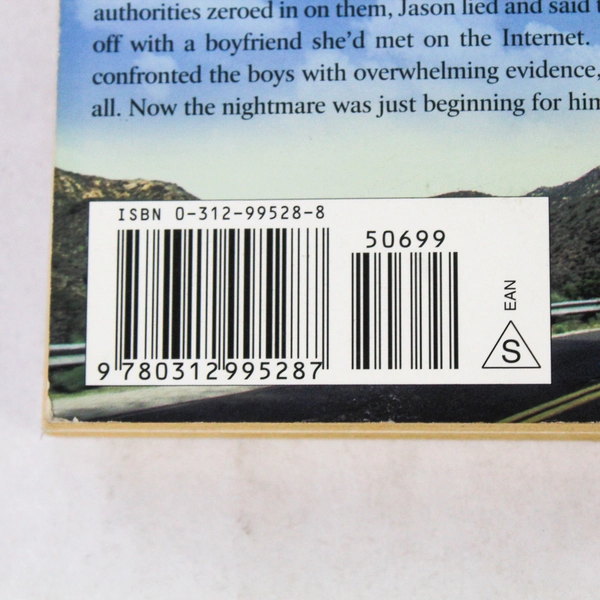 authorities zeroed in on them, Jason lied and said
off with a boyfriend she'd met on the Internet.
confronted the boys with overwhelming evidence,
all. Now the nightmare was just beginning for him
ISBN 0-312-99528-8
50699
EAN
S
9 780312 995287